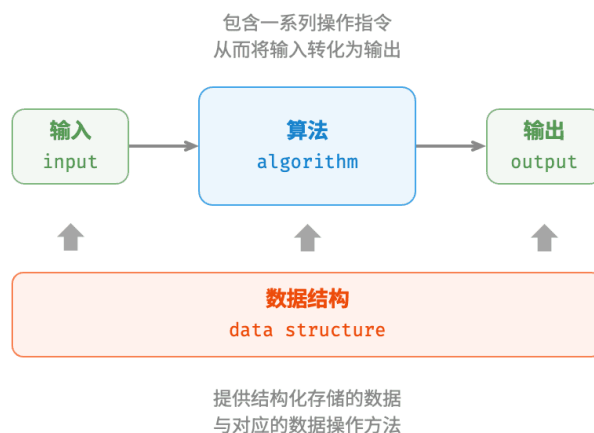 包含一系列操作指令
从而将输入转化为输出
输入
input
算法
algorithm
输出
output
数据结构
data structure
提供结构化存储的数据
与对应的数据操作方法